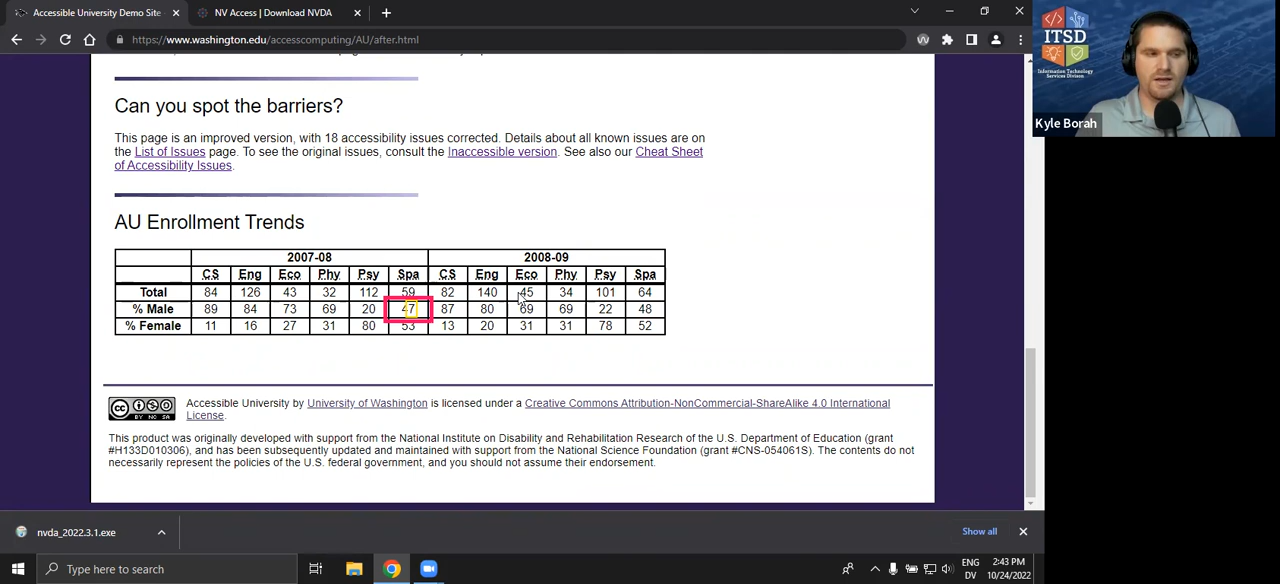 Accessible University Demo Site
NV Access | Download NVDA
https://www.washington.edu/accesscomputing/AU/after.html
ITSD
Information Technology
Services Division
Kyle Borah
Can you spot the barriers?
This page is an improved version, with 18 accessibility issues corrected. Details about all known issues are on
the List of Issues page. To see the original issues, consult the Inaccessible version. See also our Cheat Sheet
of Accessibility Issues.
AU Enrollment Trends
2007-08 2008-09
CS Eng Eco Phy Psy Spa CS Eng Eco Phy Psy Spa
Total 84 126 43 32 112 59 82 140 45 34 101 64
% Male 89 84 73 69 20 47 87 80 69 69 22 48
% Female 11 16 27 31 80 53 13 20 31 31 78 52
cc BY NC SA
Accessible University by University of Washington is licensed under a Creative Commons Attribution-NonCommercial-ShareAlike 4.0 International
License.
This product was originally developed with support from the National Institute on Disability and Rehabilitation Research of the U.S. Department of Education (grant
#H133D010306), and has been subsequently updated and maintained with support from the National Science Foundation (grant #CNS-054061S). The contents do not
necessarily represent the policies of the U.S. federal government, and you should not assume their endorsement.
nvda_2022.3.1.exe
Show all
Type here to search
ENG 2:43 PM
DV 10/24/2022